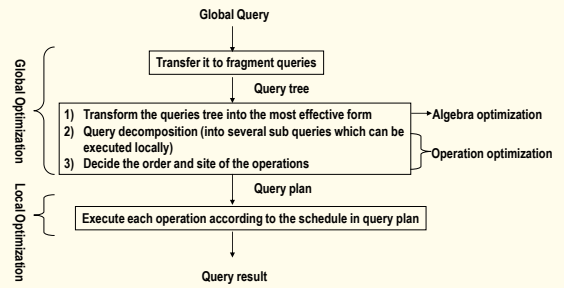 Global Query
Transfer it to fragment queries
Query tree
Global Optimization
1) Transform the queries tree into the most effective form
2) Query decomposition (into several sub queries which can be
executed locally)
3) Decide the order and site of the operations
Algebra optimization
Operation optimization
Query plan
Local Optimization
Execute each operation according to the schedule in query plan
Query result